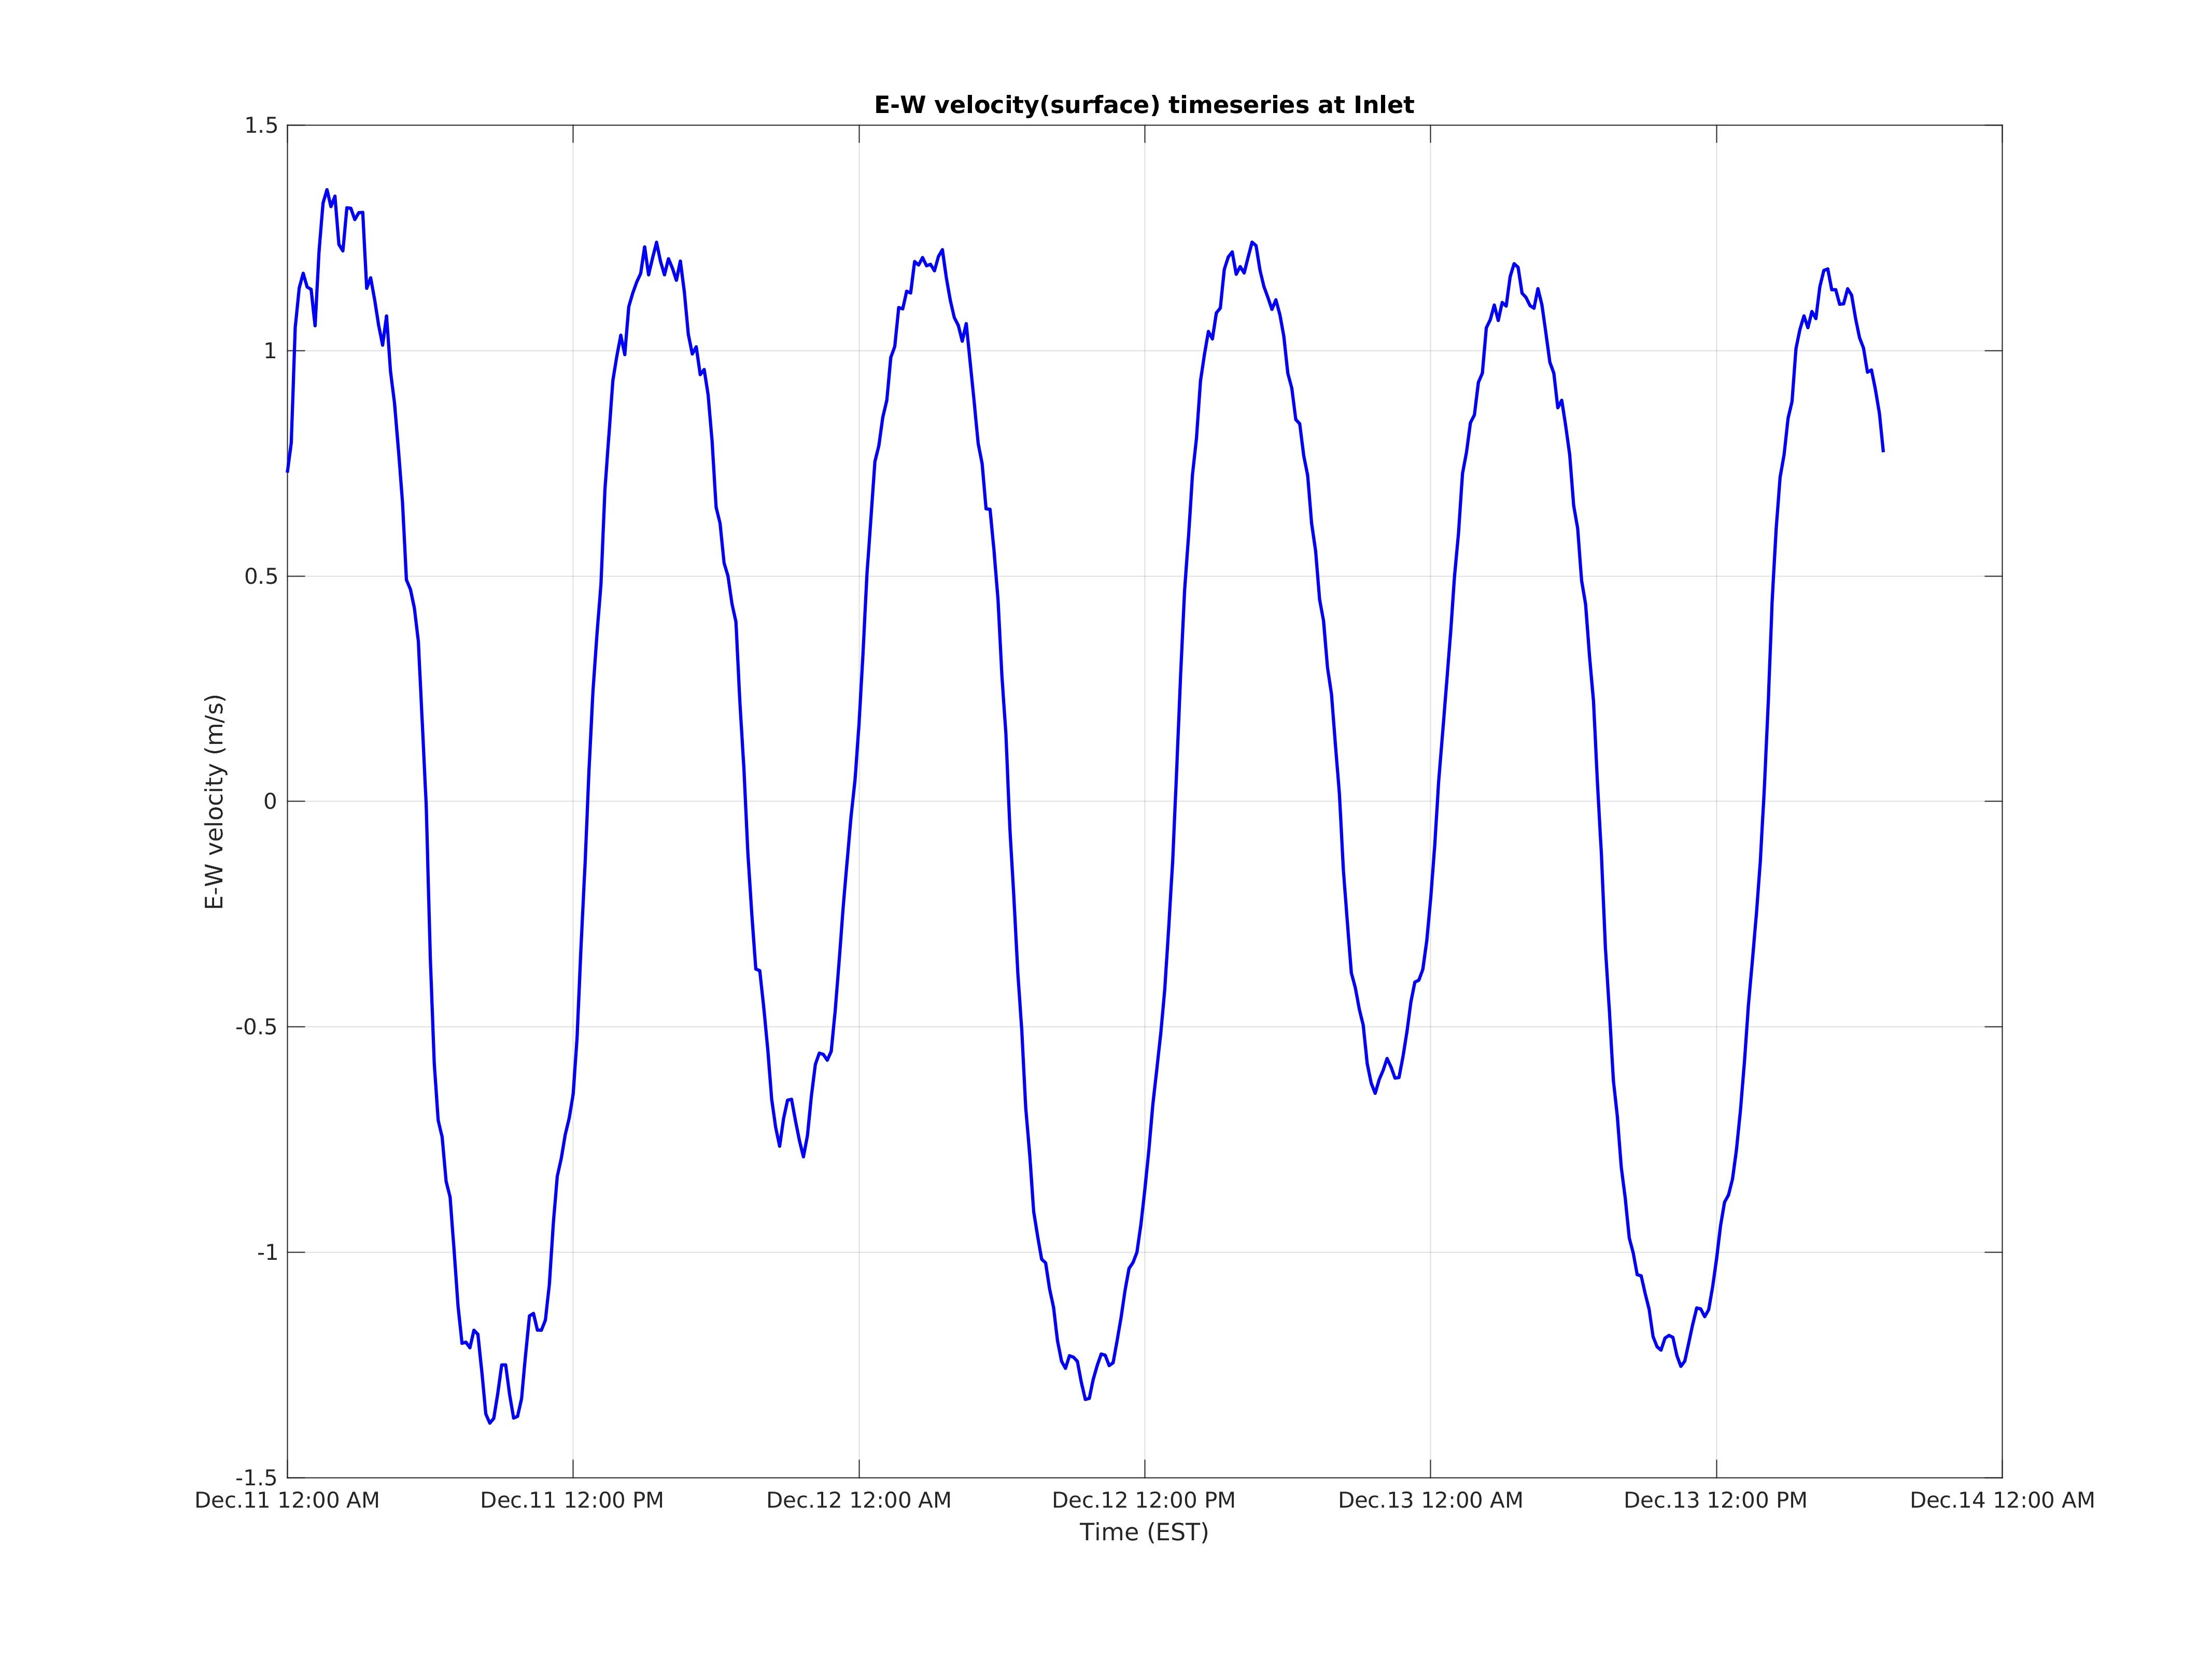 E-W velocity(surface) timeseries at Inlet
1.5
1
0.5
0
-0.5
-1
-1.5
E-W velocity (m/s)
Dec.11 12:00 AM Dec.11 12:00 PM Dec.12 12:00 AM Dec.12 12:00 PM Dec.13 12:00 AM Dec.13 12:00 PM Dec.14 12:00 AM
Time (EST)